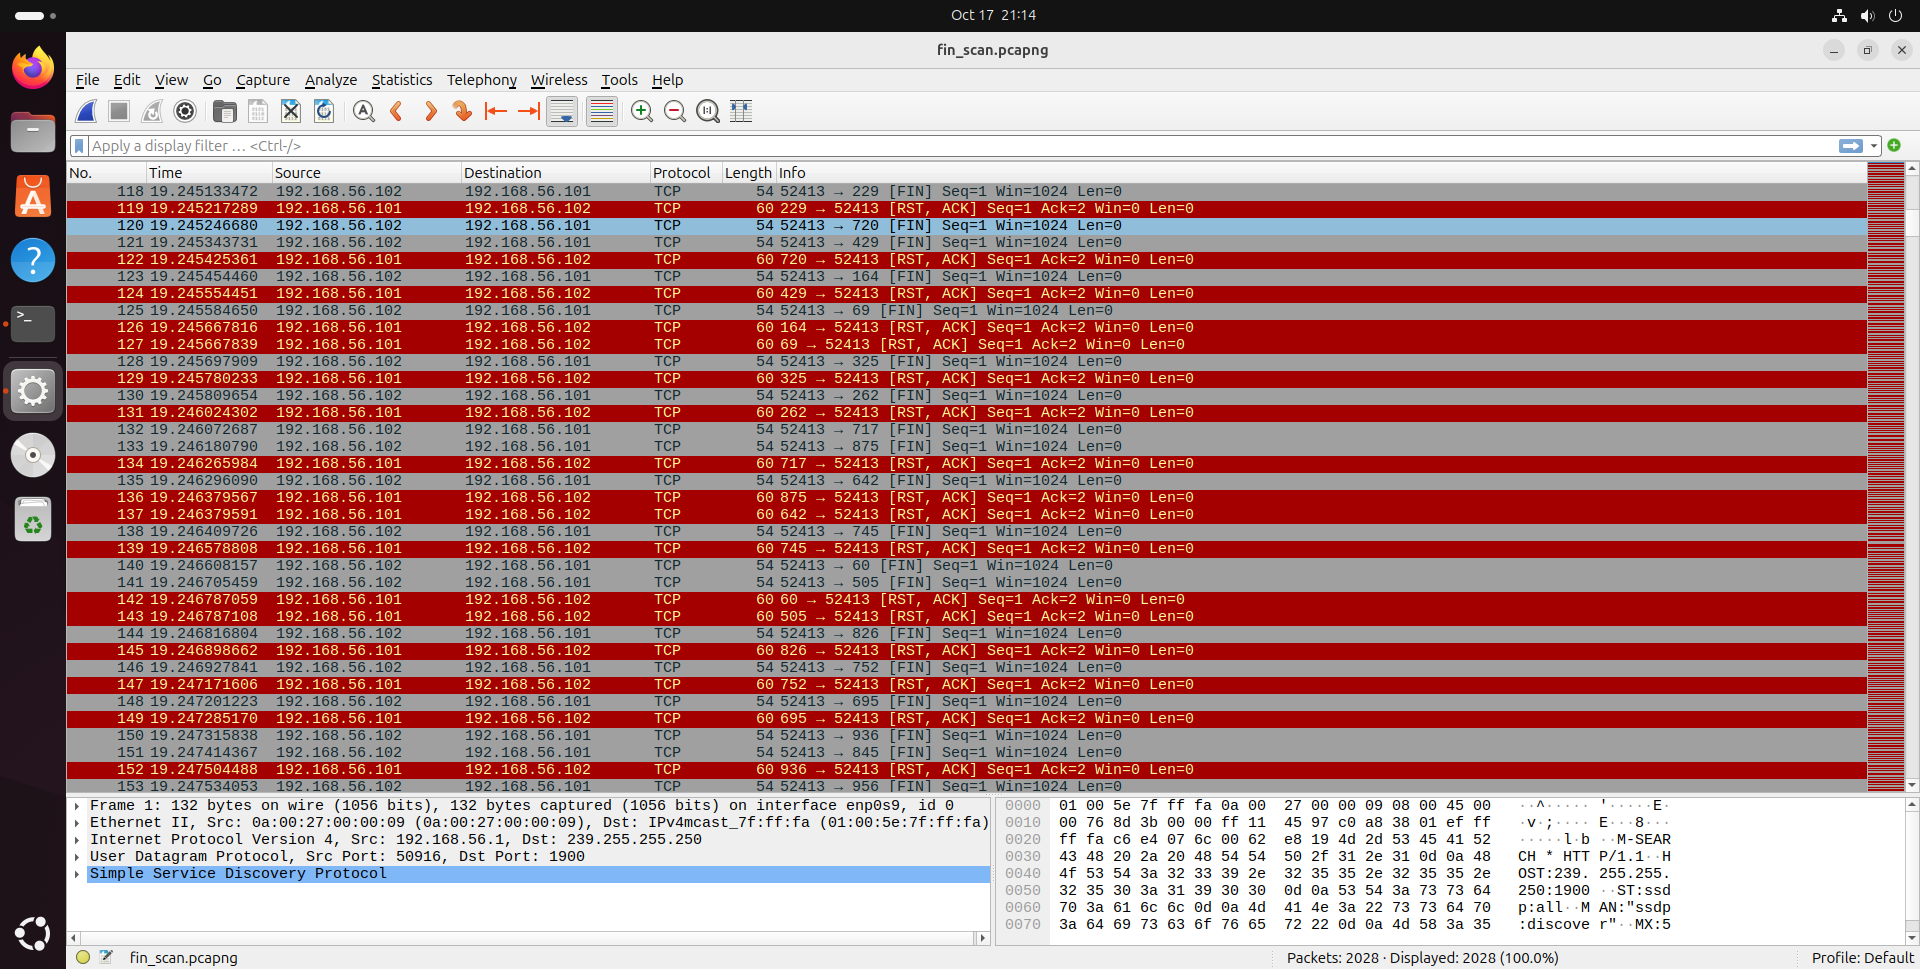 Oct 17 21:14
fin_scan.pcapng
File Edit View Go Capture Analyze Statistics Telephony Wireless Tools Help
Apply a display filter … <Ctrl-/>
No. Time Source Destination Protocol Length Info
118 19.245133472 192.168.56.102 192.168.56.101 TCP 54 52413 → 229 [FIN] Seq=1 Win=1024 Len=0
119 19.245217289 192.168.56.101 192.168.56.102 TCP 60 229 → 52413 [RST, ACK] Seq=1 Ack=2 Win=0 Len=0
120 19.245246680 192.168.56.102 192.168.56.101 TCP 54 52413 → 720 [FIN] Seq=1 Win=1024 Len=0
121 19.245343731 192.168.56.102 192.168.56.101 TCP 54 52413 → 429 [FIN] Seq=1 Win=1024 Len=0
122 19.245425361 192.168.56.101 192.168.56.102 TCP 60 720 → 52413 [RST, ACK] Seq=1 Ack=2 Win=0 Len=0
123 19.245454460 192.168.56.102 192.168.56.101 TCP 54 52413 → 164 [FIN] Seq=1 Win=1024 Len=0
124 19.245554451 192.168.56.101 192.168.56.102 TCP 60 429 → 52413 [RST, ACK] Seq=1 Ack=2 Win=0 Len=0
125 19.245584650 192.168.56.102 192.168.56.101 TCP 54 52413 → 69 [FIN] Seq=1 Win=1024 Len=0
126 19.245667816 192.168.56.101 192.168.56.102 TCP 60 164 → 52413 [RST, ACK] Seq=1 Ack=2 Win=0 Len=0
127 19.245667839 192.168.56.101 192.168.56.102 TCP 60 69 → 52413 [RST, ACK] Seq=1 Ack=2 Win=0 Len=0
128 19.245697909 192.168.56.102 192.168.56.101 TCP 54 52413 → 325 [FIN] Seq=1 Win=1024 Len=0
129 19.245780233 192.168.56.101 192.168.56.102 TCP 60 325 → 52413 [RST, ACK] Seq=1 Ack=2 Win=0 Len=0
130 19.245809654 192.168.56.102 192.168.56.101 TCP 54 52413 → 262 [FIN] Seq=1 Win=1024 Len=0
131 19.246024302 192.168.56.101 192.168.56.102 TCP 60 262 → 52413 [RST, ACK] Seq=1 Ack=2 Win=0 Len=0
132 19.246072687 192.168.56.102 192.168.56.101 TCP 54 52413 → 717 [FIN] Seq=1 Win=1024 Len=0
133 19.246180790 192.168.56.102 192.168.56.101 TCP 54 52413 → 875 [FIN] Seq=1 Win=1024 Len=0
134 19.246265984 192.168.56.101 192.168.56.102 TCP 60 717 → 52413 [RST, ACK] Seq=1 Ack=2 Win=0 Len=0
135 19.246296090 192.168.56.102 192.168.56.101 TCP 54 52413 → 642 [FIN] Seq=1 Win=1024 Len=0
136 19.246379567 192.168.56.101 192.168.56.102 TCP 60 875 → 52413 [RST, ACK] Seq=1 Ack=2 Win=0 Len=0
137 19.246379591 192.168.56.101 192.168.56.102 TCP 60 642 → 52413 [RST, ACK] Seq=1 Ack=2 Win=0 Len=0
138 19.246409726 192.168.56.102 192.168.56.101 TCP 54 52413 → 745 [FIN] Seq=1 Win=1024 Len=0
139 19.246578808 192.168.56.101 192.168.56.102 TCP 60 745 → 52413 [RST, ACK] Seq=1 Ack=2 Win=0 Len=0
140 19.246608157 192.168.56.102 192.168.56.101 TCP 54 52413 → 60 [FIN] Seq=1 Win=1024 Len=0
141 19.246705459 192.168.56.102 192.168.56.101 TCP 54 52413 → 505 [FIN] Seq=1 Win=1024 Len=0
142 19.246787059 192.168.56.101 192.168.56.102 TCP 60 60 → 52413 [RST, ACK] Seq=1 Ack=2 Win=0 Len=0
143 19.246787108 192.168.56.101 192.168.56.102 TCP 60 505 → 52413 [RST, ACK] Seq=1 Ack=2 Win=0 Len=0
144 19.246816804 192.168.56.102 192.168.56.101 TCP 54 52413 → 826 [FIN] Seq=1 Win=1024 Len=0
145 19.246898662 192.168.56.101 192.168.56.102 TCP 60 826 → 52413 [RST, ACK] Seq=1 Ack=2 Win=0 Len=0
146 19.246927841 192.168.56.102 192.168.56.101 TCP 54 52413 → 752 [FIN] Seq=1 Win=1024 Len=0
147 19.247171606 192.168.56.101 192.168.56.102 TCP 60 752 → 52413 [RST, ACK] Seq=1 Ack=2 Win=0 Len=0
148 19.247201223 192.168.56.102 192.168.56.101 TCP 54 52413 → 695 [FIN] Seq=1 Win=1024 Len=0
149 19.247285170 192.168.56.101 192.168.56.102 TCP 60 695 → 52413 [RST, ACK] Seq=1 Ack=2 Win=0 Len=0
150 19.247315838 192.168.56.102 192.168.56.101 TCP 54 52413 → 936 [FIN] Seq=1 Win=1024 Len=0
151 19.247414367 192.168.56.102 192.168.56.101 TCP 54 52413 → 845 [FIN] Seq=1 Win=1024 Len=0
152 19.247504488 192.168.56.101 192.168.56.102 TCP 60 936 → 52413 [RST, ACK] Seq=1 Ack=2 Win=0 Len=0
153 19.247534053 192.168.56.102 192.168.56.101 TCP 54 52413 → 956 [FIN] Seq=1 Win=1024 Len=0
Frame 1: 132 bytes on wire (1056 bits), 132 bytes captured (1056 bits) on interface enp0s9, id 0
Ethernet II, Src: 0a:00:27:00:00:09 (0a:00:27:00:00:09), Dst: IPv4mcast_7f:ff:fa (01:00:5e:7f:ff:fa)
Internet Protocol Version 4, Src: 192.168.56.1, Dst: 239.255.255.250
User Datagram Protocol, Src Port: 50916, Dst Port: 1900
Simple Service Discovery Protocol
0000 01 00 5e 7f ff fa 0a 00 27 00 00 09 08 00 45 00 ··^····· '·····E·
0010 00 76 8d 3b 00 00 ff 11 45 97 c0 a8 38 01 ef ff ·v·;···· E···8···
0020 ff fa c6 e4 07 6c 00 62 e8 19 4d 2d 53 45 41 52 ·····l·b ··M-SEAR
0030 43 48 20 2a 20 48 54 54 50 2f 31 2e 31 0d 0a 48 CH * HTT P/1.1··H
0040 4f 53 54 3a 32 33 39 2e 32 35 35 2e 32 35 35 2e OST:239. 255.255.
0050 32 35 30 3a 31 39 30 30 0d 0a 53 54 3a 73 73 64 250:1900 ··ST:ssd
0060 70 3a 61 6c 6c 0d 0a 4d 41 4e 3a 22 73 73 64 70 p:all··M AN:"ssdp
0070 3a 64 69 73 63 6f 76 65 72 22 0d 0a 4d 58 3a 35 :discove r"··MX:5
fin_scan.pcapng
Packets: 2028 · Displayed: 2028 (100.0%)
Profile: Default